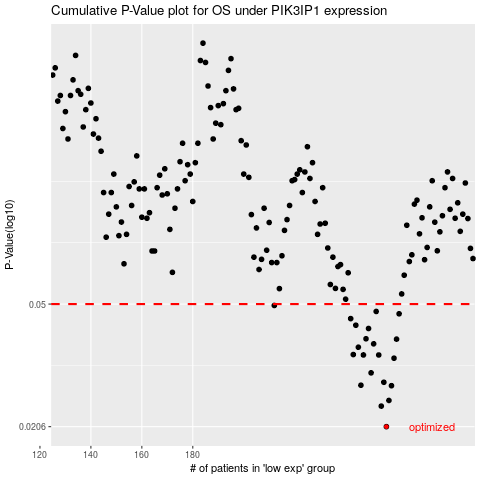 Cumulative P-Value plot for OS under PIK3IP1 expression
P-Value(log10)
0.05
0.0206
optimized
120 140 160 180
# of patients in 'low exp' group